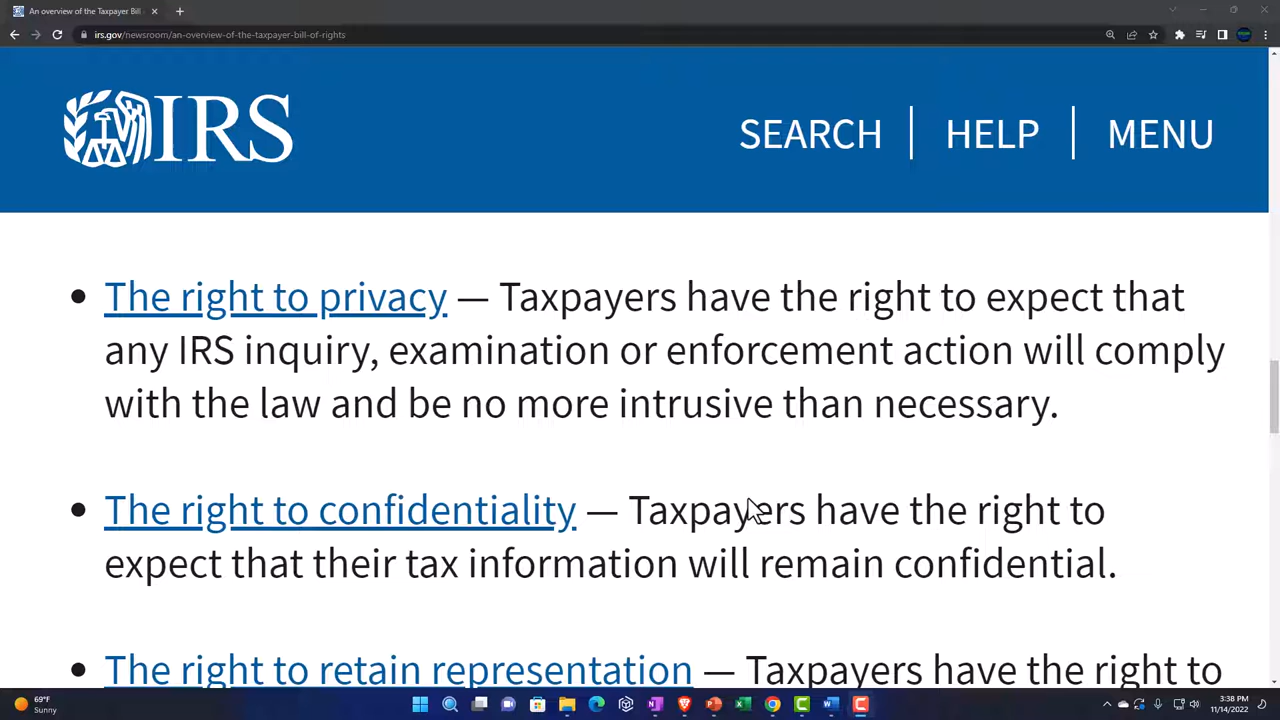 An overview of the Taxpayer Bill
irs.gov/newsroom/an-overview-of-the-taxpayer-bill-of-rights
IRS
SEARCH
HELP
MENU
The right to privacy — Taxpayers have the right to expect that
any IRS inquiry, examination or enforcement action will comply
with the law and be no more intrusive than necessary.
The right to confidentiality — Taxpayers have the right to
expect that their tax information will remain confidential.
The right to retain representation — Taxpayers have the right to
69°F
Sunny
3:38 PM
11/14/2022